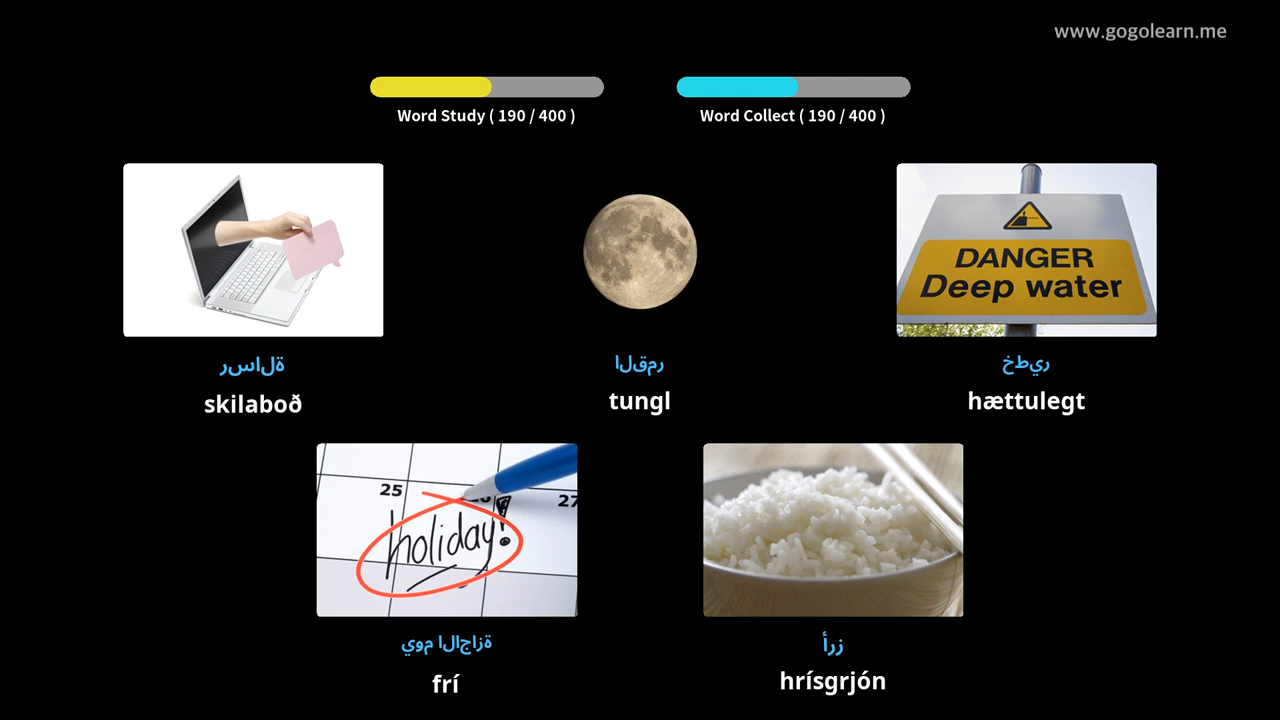 www.gogolearn.me
Word Study ( 190 / 400 )
Word Collect ( 190 / 400 )
رسالة
skilaboð
القمر
tungl
DANGER
Deep water
خطير
hættulegt
25
27
holiday!
يوم الاجازة
frí
أرز
hrísgrjón